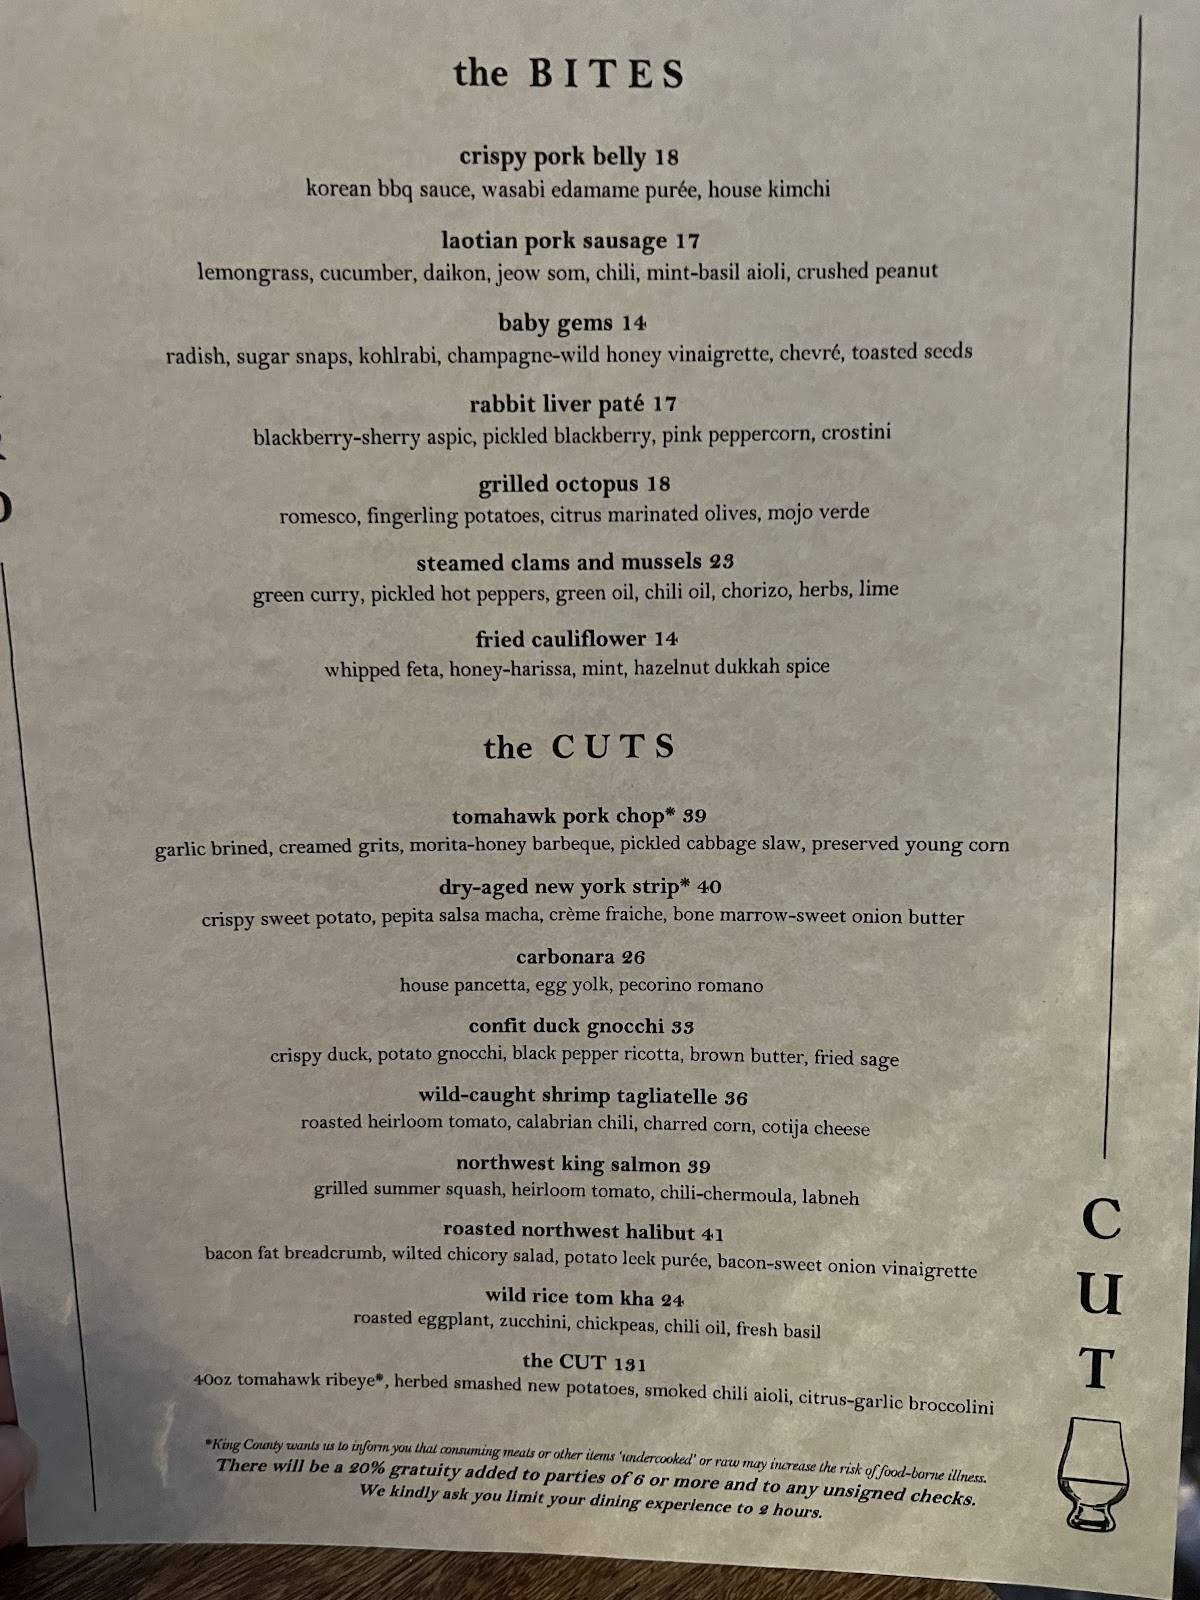 the BITES
crispy pork belly 18
korean bbq sauce, wasabi edamame purée, house kimchi
laotian pork sausage 17
lemongrass, cucumber, daikon, jeow som, chili, mint-basil aioli, crushed peanut
baby gems 14
radish, sugar snaps, kohlrabi, champagne-wild honey vinaigrette, chevré, toasted seeds
rabbit liver paté 17
blackberry-sherry aspic, pickled blackberry, pink peppercorn, crostini
grilled octopus 18
romesco, fingerling potatoes, citrus marinated olives, mojo verde
steamed clams and mussels 23
green curry, pickled hot peppers, green oil, chili oil, chorizo, herbs, lime
fried cauliflower 14
whipped feta, honey-harissa, mint, hazelnut dukkah spice
the CUTS
tomahawk pork chop* 39
garlic brined, creamed grits, morita-honey barbeque, pickled cabbage slaw, preserved young corn
dry-aged new york strip* 40
crispy sweet potato, pepita salsa macha, crème fraiche, bone marrow-sweet onion butter
carbonara 26
house pancetta, egg yolk, pecorino romano
confit duck gnocchi 33
crispy duck, potato gnocchi, black pepper ricotta, brown butter, fried sage
wild-caught shrimp tagliatelle 36
roasted heirloom tomato, calabrian chili, charred corn, cotija cheese
northwest king salmon 39
grilled summer squash, heirloom tomato, chili-chermoula, labneh
roasted northwest halibut 41
bacon fat breadcrumb, wilted chicory salad, potato leek purée, bacon-sweet onion vinaigrette
wild rice tom kha 24
roasted eggplant, zucchini, chickpeas, chili oil, fresh basil
the CUT 131
40oz tomahawk ribeye*, herbed smashed new potatoes, smoked chili aioli, citrus-garlic broccolini
*King County wants us to inform you that consuming meats or other items 'undercooked' or raw may increase the risk of food-borne illness.
There will be a 20% gratuity added to parties of 6 or more and to any unsigned checks.
We kindly ask you limit your dining experience to 2 hours.
C
U
T